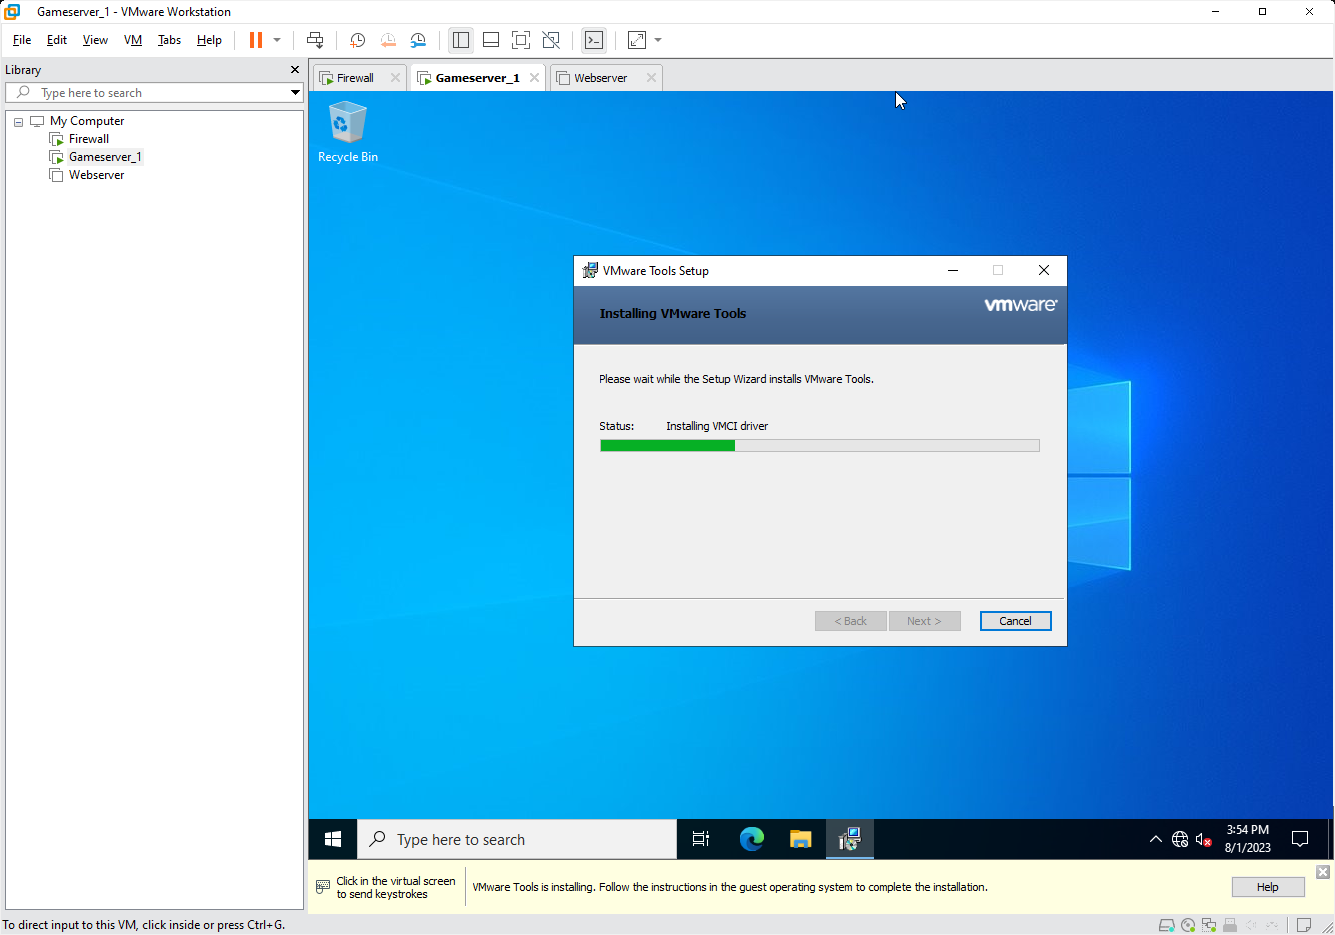 Gameserver_1 - VMware Workstation
File Edit View VM Tabs Help
Library
Type here to search
My Computer
Firewall
Gameserver_1
Webserver
Firewall Gameserver_1 Webserver
Recycle Bin
VMware Tools Setup
Installing VMware Tools
vmware®
Please wait while the Setup Wizard installs VMware Tools.
Status: Installing VMCI driver
< Back Next > Cancel
Type here to search
3:54 PM
8/1/2023
Click in the virtual screen
to send keystrokes
VMware Tools is installing. Follow the instructions in the guest operating system to complete the installation.
Help
To direct input to this VM, click inside or press Ctrl+G.